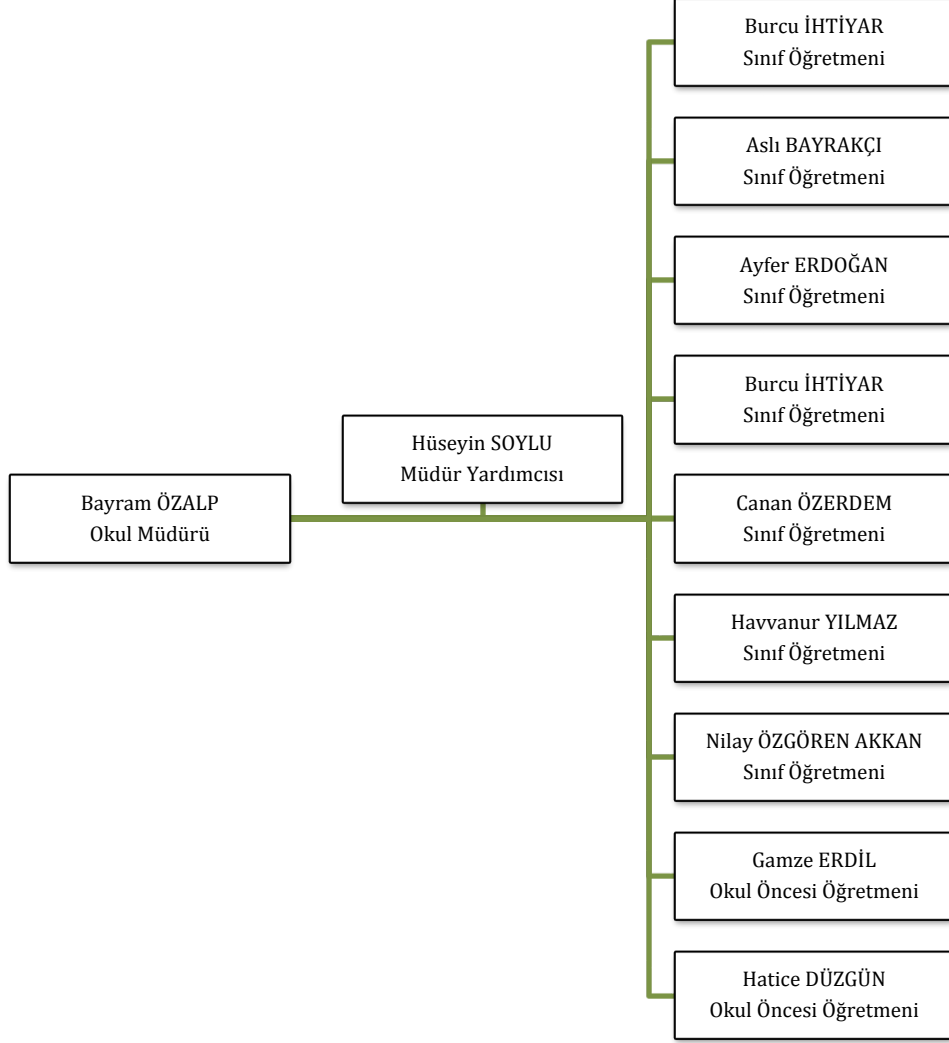 Burcu İHTİYAR
Sınıf Öğretmeni
Aslı BAYRAKÇI
Sınıf Öğretmeni
Ayfer ERDOĞAN
Sınıf Öğretmeni
Burcu İHTİYAR
Sınıf Öğretmeni
Hüseyin SOYLU
Müdür Yardımcısı
Bayram ÖZALP
Okul Müdürü
Canan ÖZERDEM
Sınıf Öğretmeni
Havvanur YILMAZ
Sınıf Öğretmeni
Nilay ÖZGÖREN AKKAN
Sınıf Öğretmeni
Gamze ERDİL
Okul Öncesi Öğretmeni
Hatice DÜZGÜN
Okul Öncesi Öğretmeni